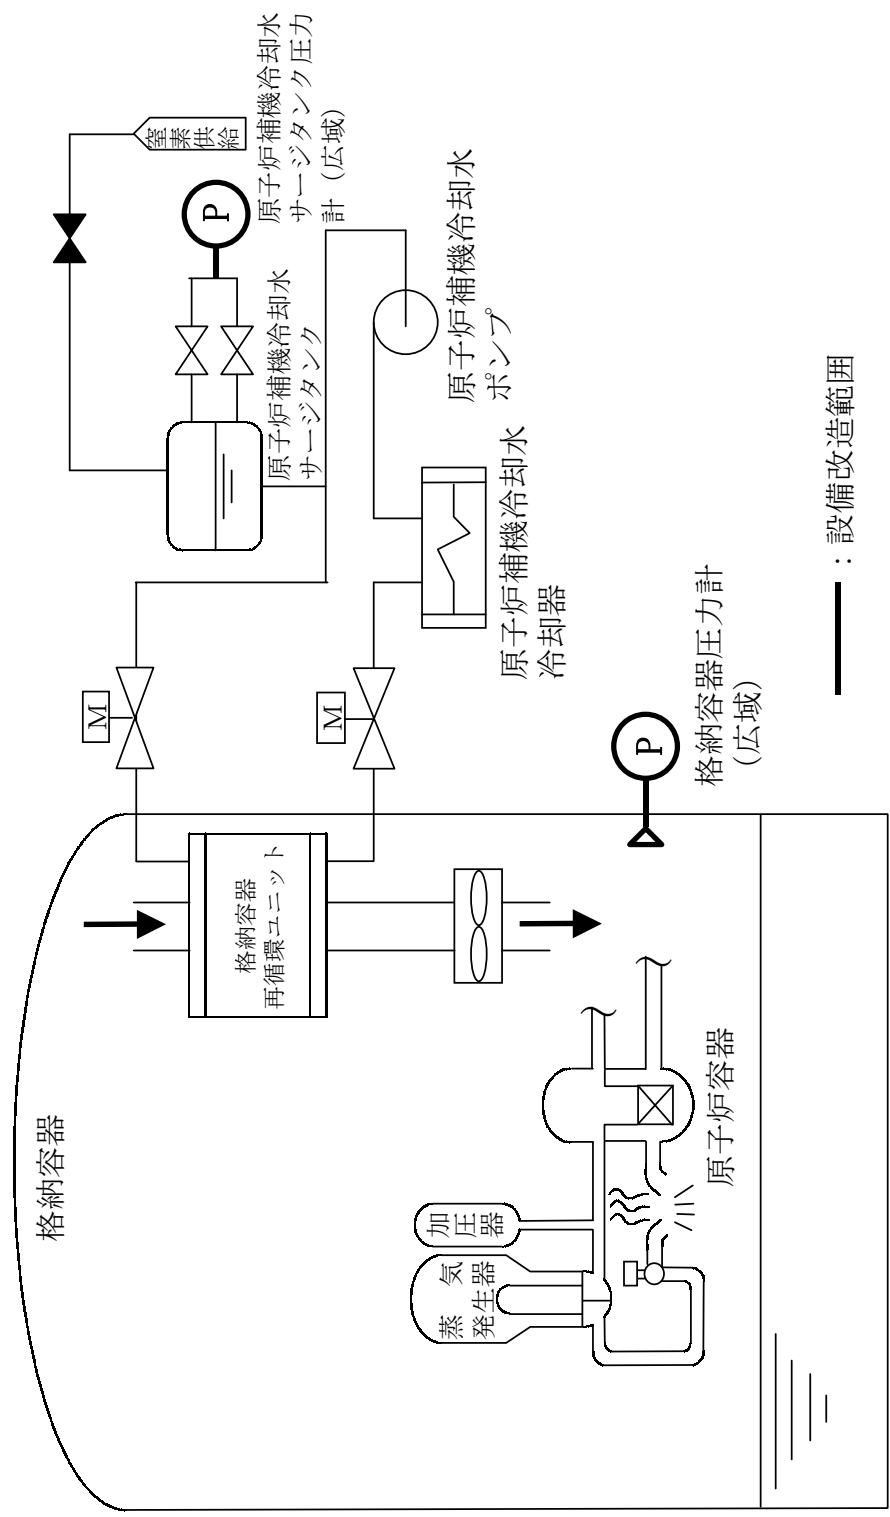 格納容器
蒸気
発生器
加圧器
原子炉容器
格納容器
再循環ユニット
M
M
P
格納容器圧力計
（広域）
原子炉補機冷却水
冷却器
原子炉補機冷却水
ポンプ
原子炉補機冷却水
サージタンク
P
原子炉補機冷却水
サージタンク圧力
計（広域）
窒素供給
：設備改造範囲